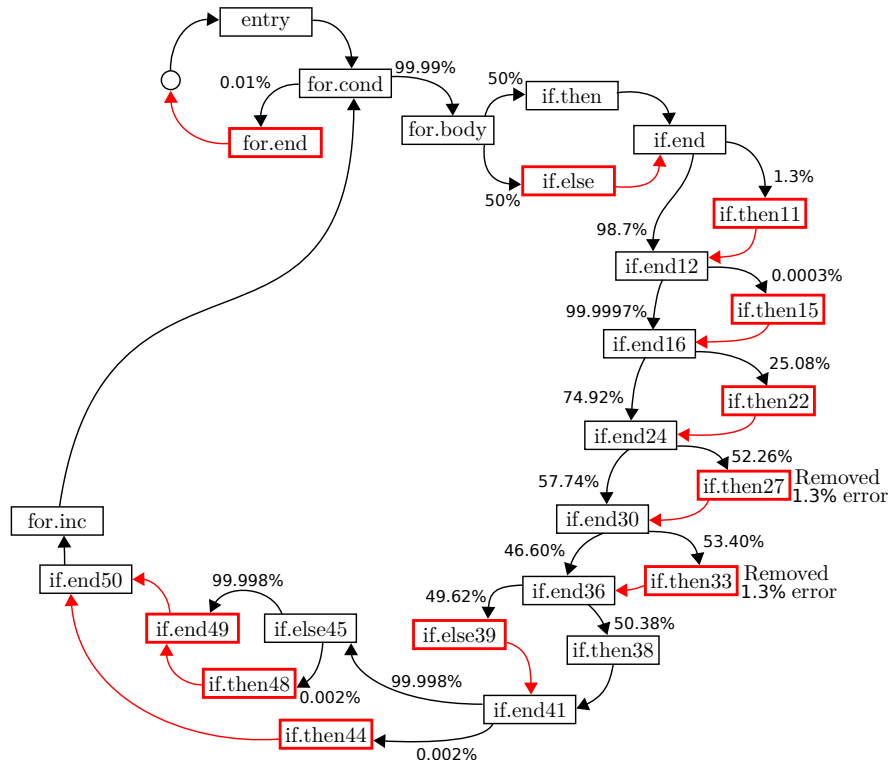 entry
0.01%
for.cond
99.99%
for.end
for.body
50%
if.then
if.end
50%
if.else
1.3%
if.then11
98.7%
if.end12
0.0003%
if.then15
99.9997%
if.end16
25.08%
if.then22
74.92%
if.end24
52.26%
if.then27
Removed
1.3% error
57.74%
if.end30
53.40%
if.then33
Removed
1.3% error
46.60%
if.end36
49.62%
if.else39
50.38%
if.then38
if.end41
99.998%
0.002%
if.then44
if.else45
99.998%
if.end49
if.then48
0.002%
if.end50
for.inc